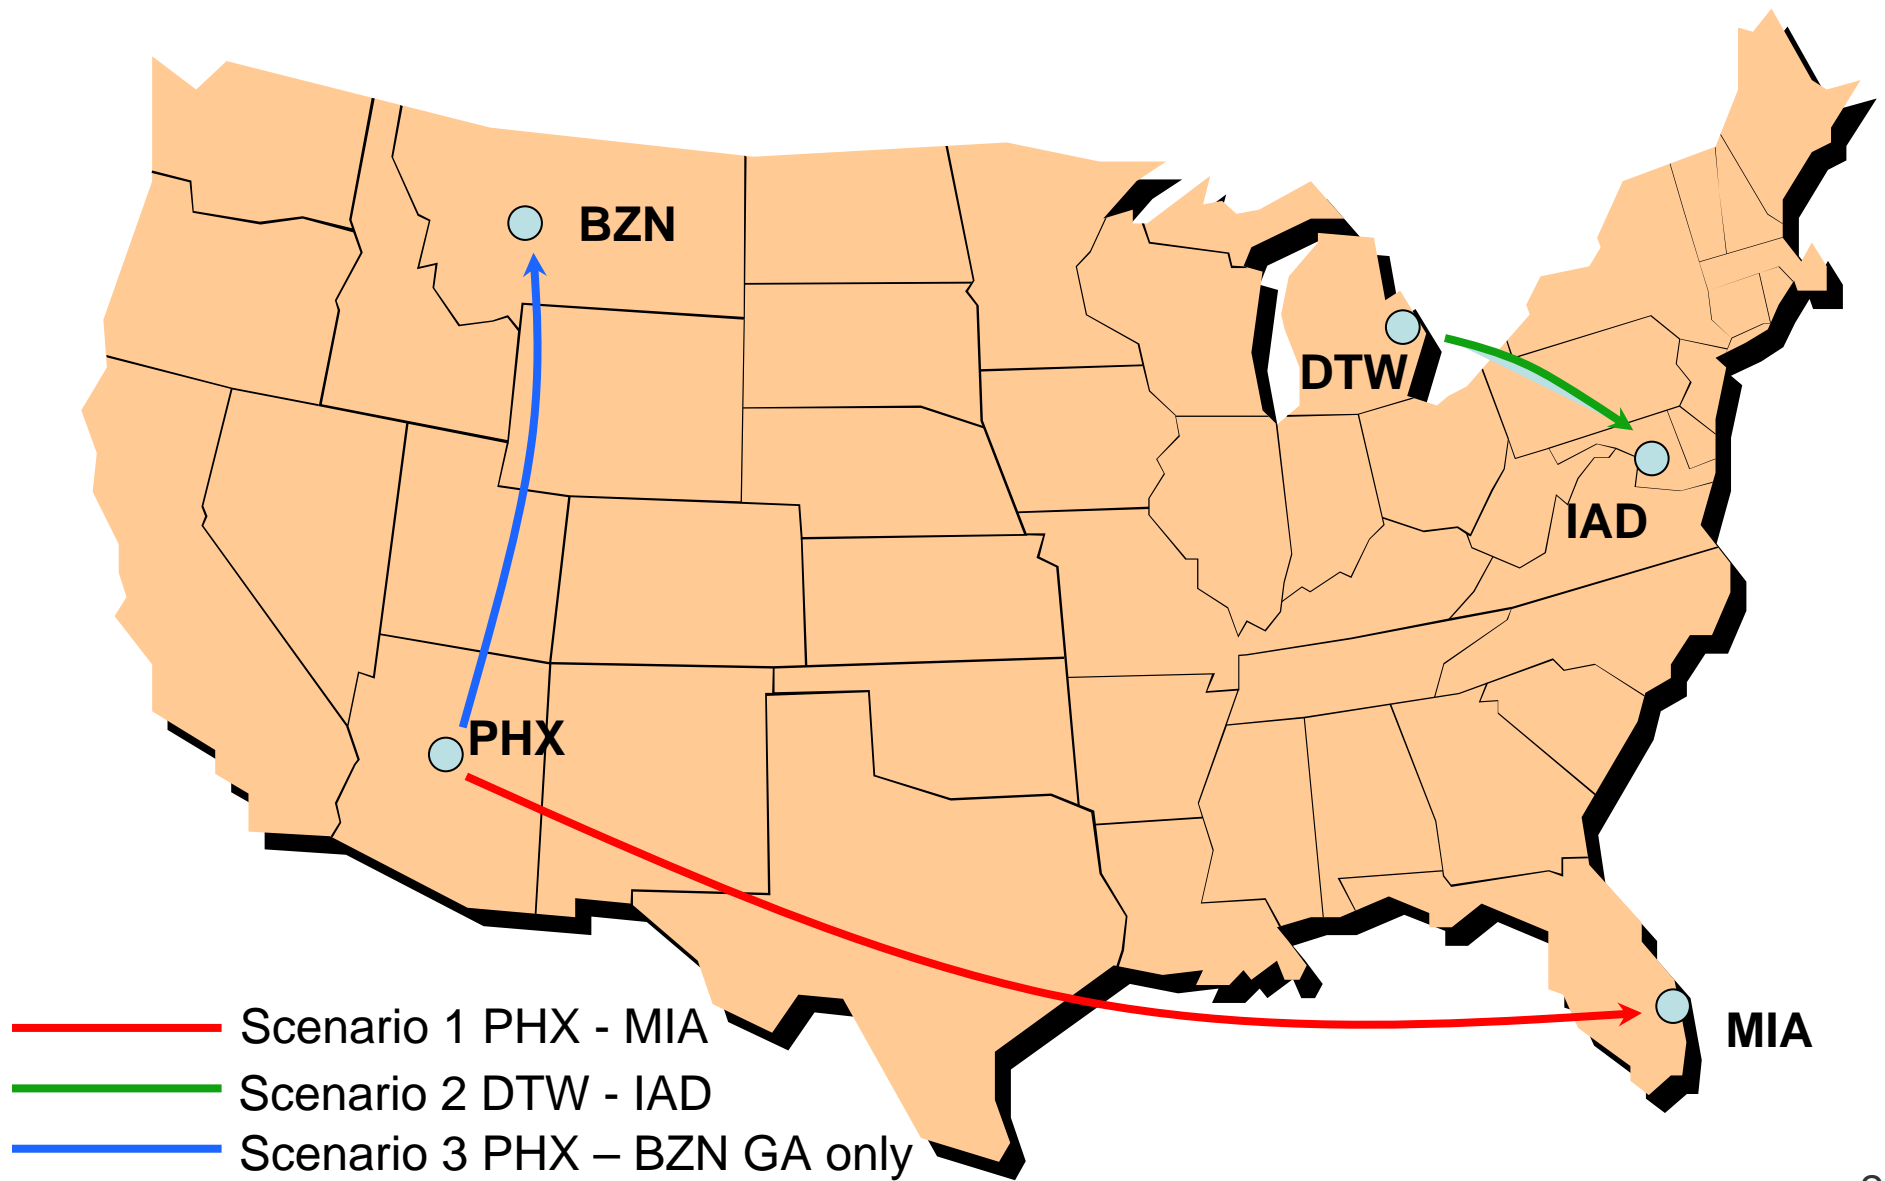 BZN
DTW
IAD
PHX
MIA
Scenario 1 PHX - MIA
Scenario 2 DTW - IAD
Scenario 3 PHX – BZN GA only